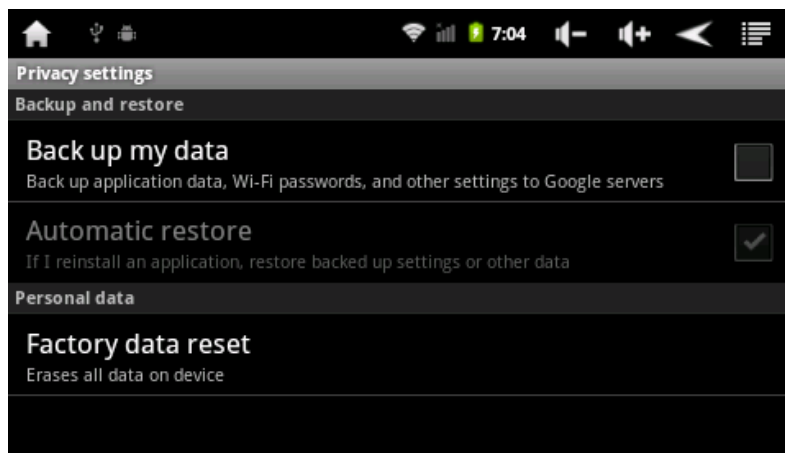 7:04
Privacy settings
Backup and restore
Back up my data
Back up application data, Wi-Fi passwords, and other settings to Google servers
Automatic restore
If I reinstall an application, restore backed up settings or other data
Personal data
Factory data reset
Erases all data on device